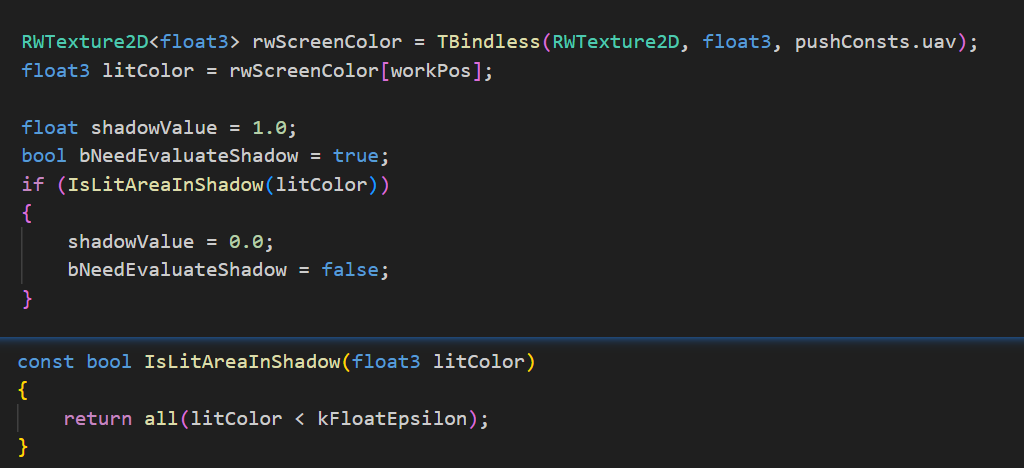 RWTexture2D<float3> rwScreenColor = TBindless(RWTexture2D, float3, pushConsts.uav);
float3 litColor = rwScreenColor[workPos];
float shadowValue = 1.0;
bool bNeedEvaluateShadow = true;
if (IsLitAreaInShadow(litColor))
{
shadowValue = 0.0;
bNeedEvaluateShadow = false;
}
const bool IsLitAreaInShadow(float3 litColor)
{
return all(litColor < kFloatEpsilon);
}